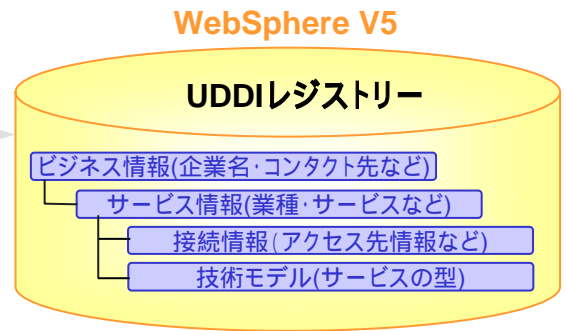 WebSphere V5
UDDIレジストリー
ビジネス情報(企業名･コンタクト先など)
サービス情報(業種･サービスなど)
接続情報(アクセス先情報など)
技術モデル(サービスの型)